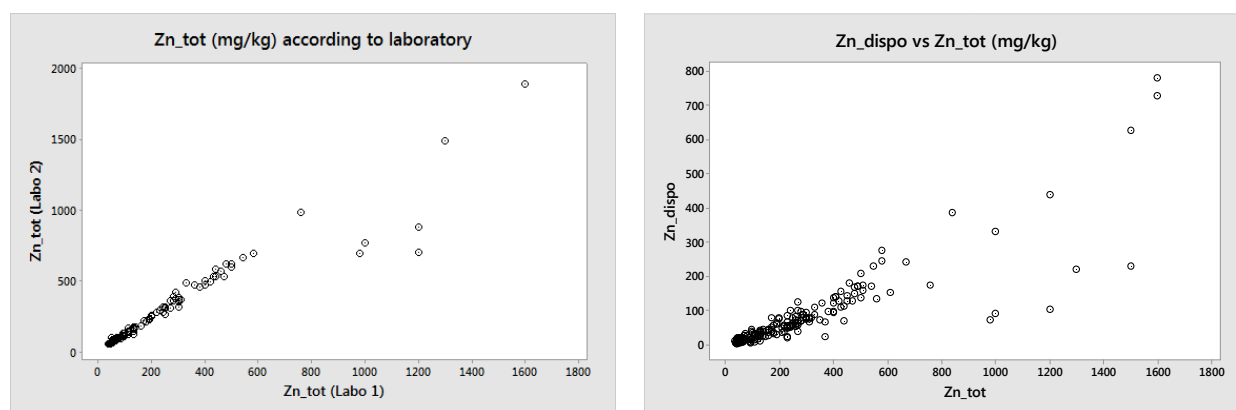 Zn_tot (mg/kg) according to laboratory
2000
1500
1000
500
0
Zn_tot (Labo 2)
0 200 400 600 800 1000 1200 1400 1600 1800
Zn_tot (Labo 1)
Zn_dispo vs Zn_tot (mg/kg)
800
700
600
500
400
300
200
100
0
Zn_dispo
0 200 400 600 800 1000 1200 1400 1600 1800
Zn_tot